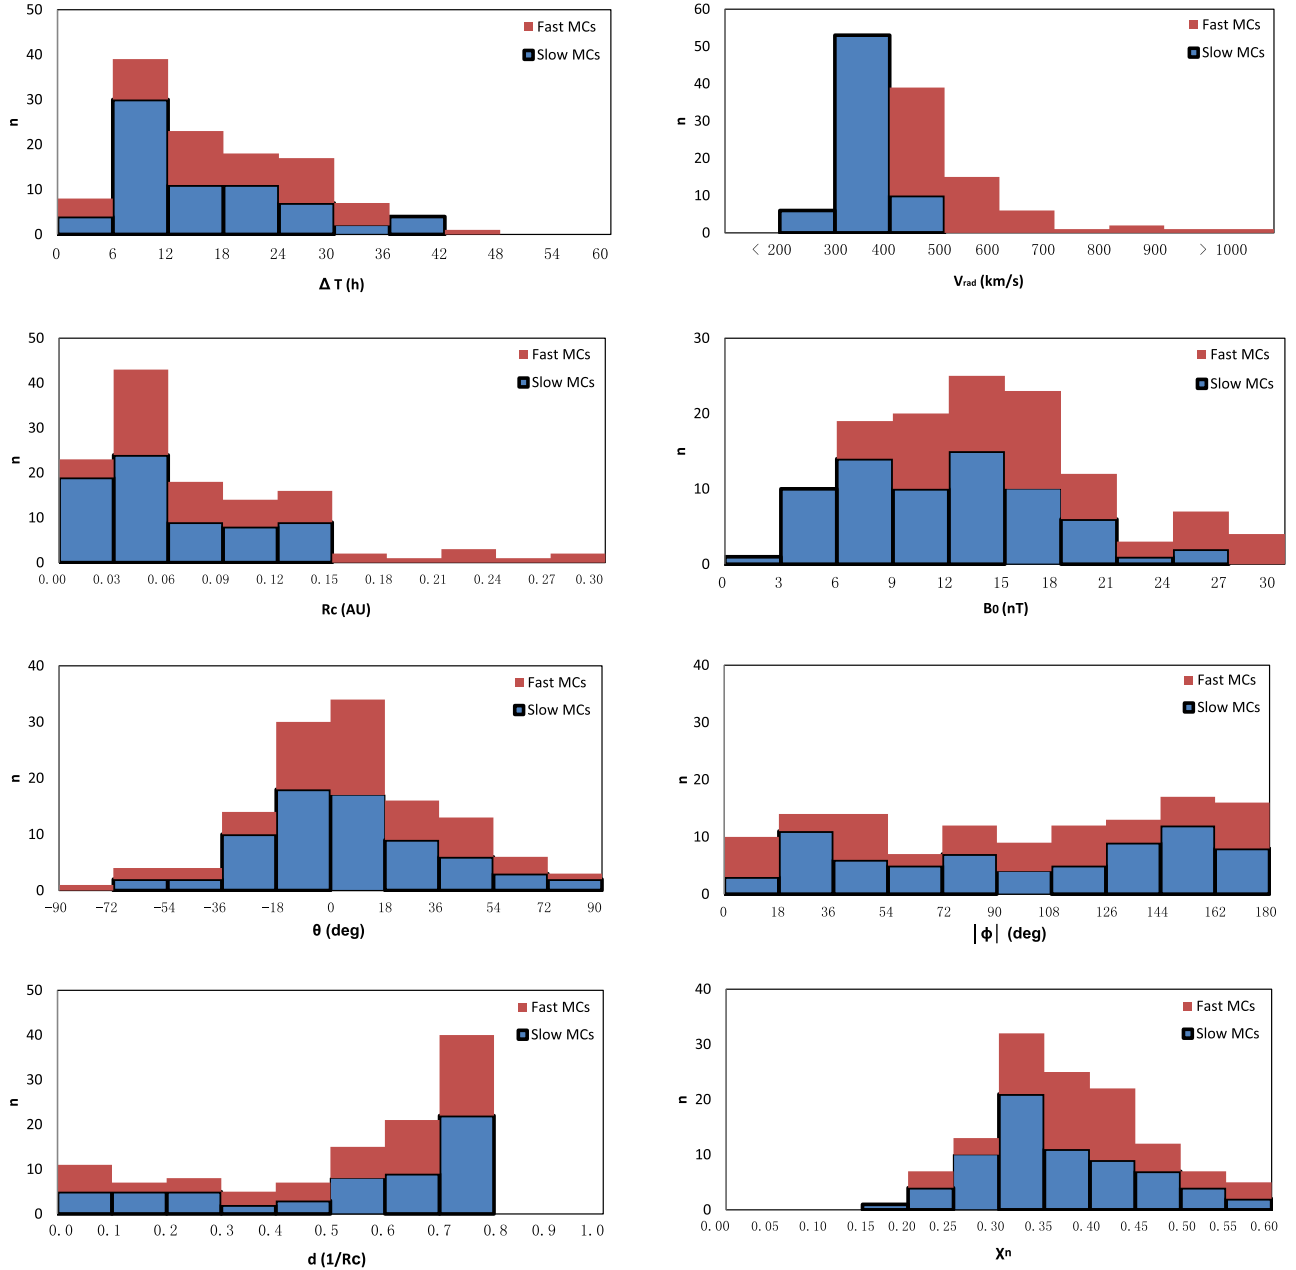 50
40
30
20
10
0
n
Fast MCs
Slow MCs
0 6 12 18 24 30 36 42 48 54 60
Δ T (h)
60
50
40
30
20
10
0
n
Fast MCs
Slow MCs
< 200 300 400 500 600 700 800 900 > 1000
Vrad (km/s)
50
40
30
20
10
0
n
Fast MCs
Slow MCs
0.00 0.03 0.06 0.09 0.12 0.15 0.18 0.21 0.24 0.27 0.30
Rc (AU)
30
20
10
0
n
Fast MCs
Slow MCs
0 3 6 9 12 15 18 21 24 27 30
B0 (nT)
40
30
20
10
0
n
Fast MCs
Slow MCs
−90 −72 −54 −36 −18 0 18 36 54 72 90
θ (deg)
40
30
20
10
0
n
Fast MCs
Slow MCs
0 18 36 54 72 90 108 126 144 162 180
|ϕ| (deg)
50
40
30
20
10
0
n
Fast MCs
Slow MCs
0.0 0.1 0.2 0.3 0.4 0.5 0.6 0.7 0.8 0.9 1.0
d (1/Rc)
40
30
20
10
0
n
Fast MCs
Slow MCs
0.00 0.05 0.10 0.15 0.20 0.25 0.30 0.35 0.40 0.45 0.50 0.55 0.60
χn